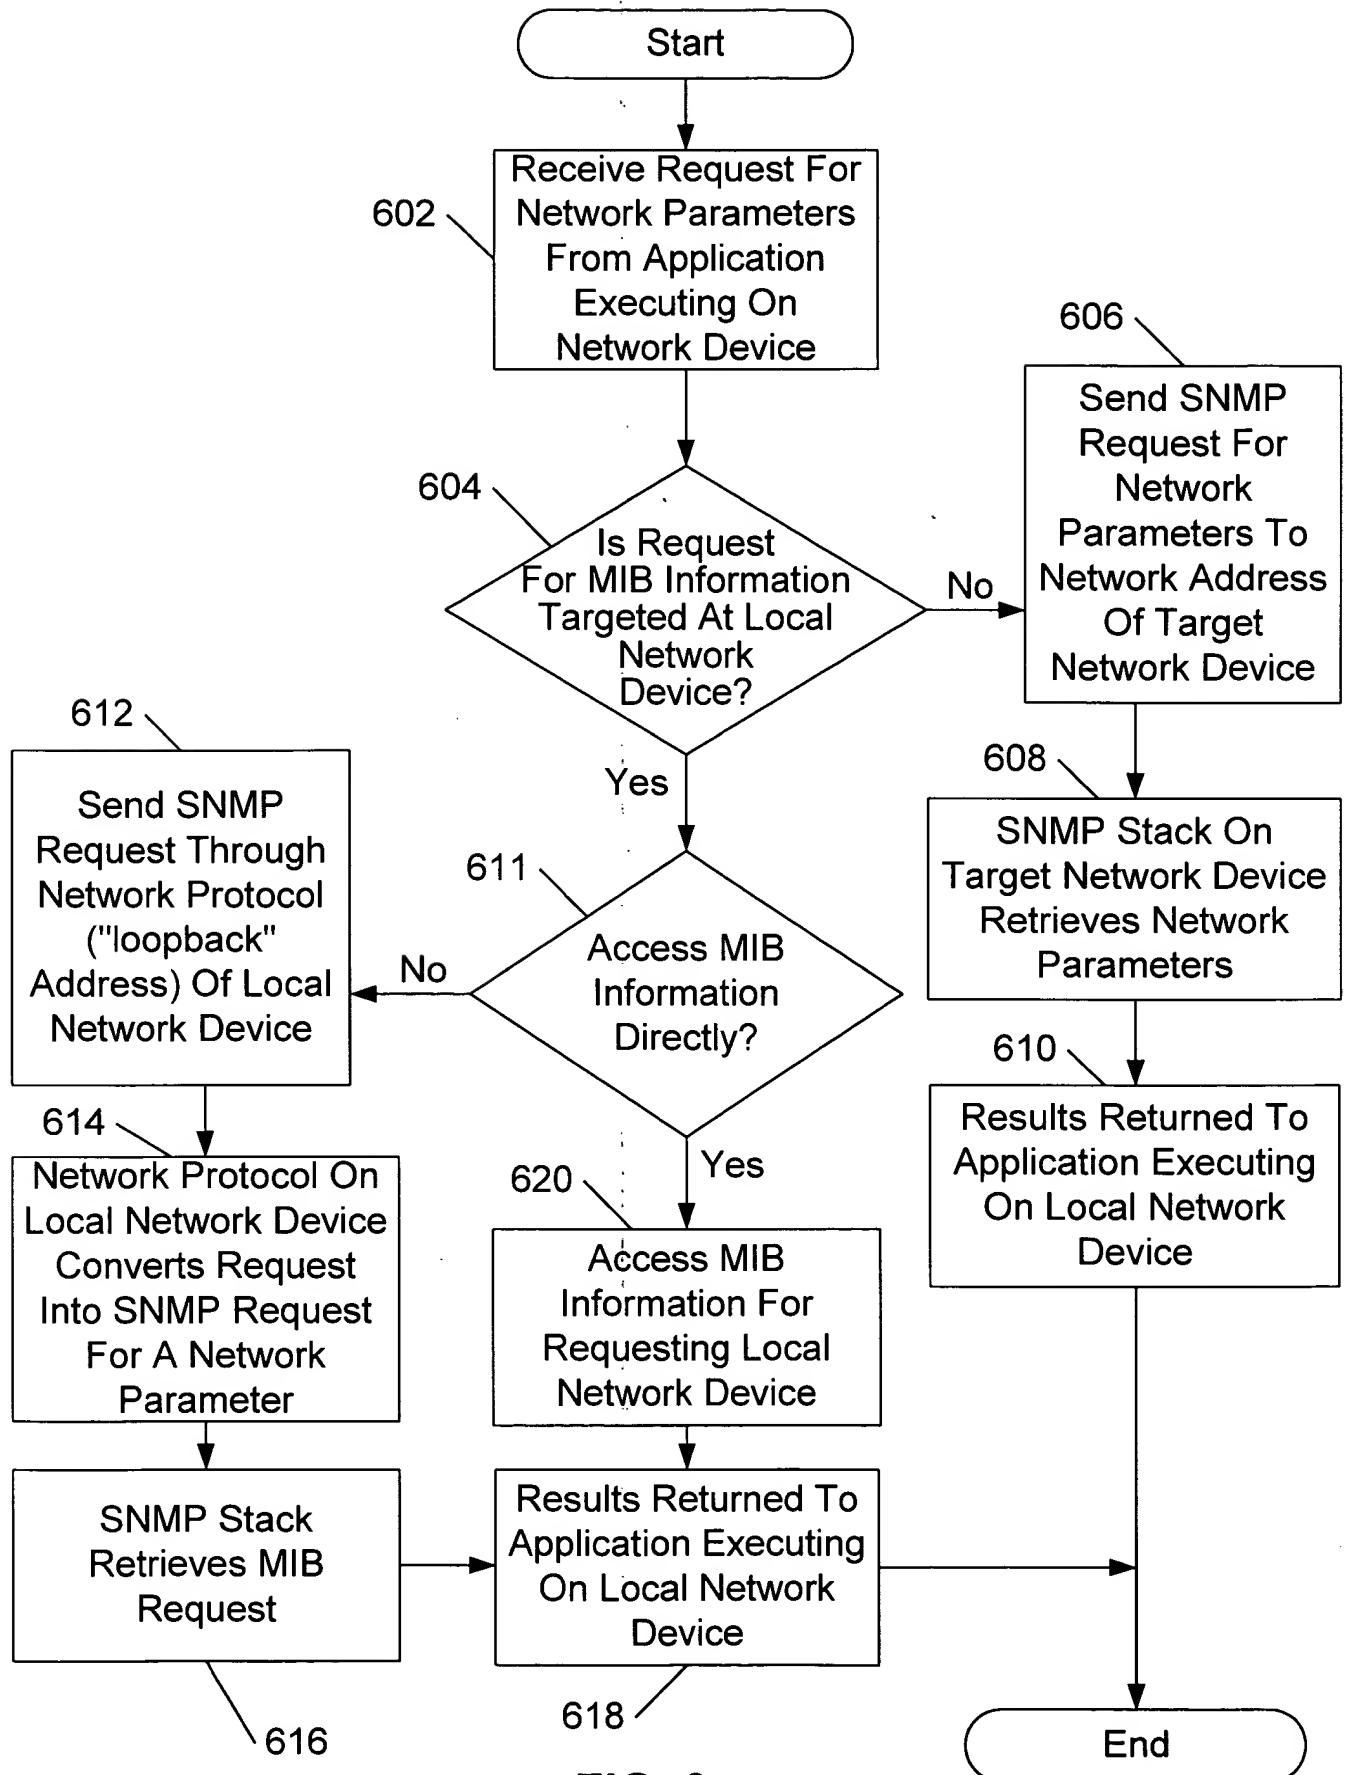 Start
602
Receive Request For
Network Parameters
From Application
Executing On
Network Device
604
Is Request
For MIB Information
Targeted At Local
Network
Device?
No
606
Send SNMP
Request For
Network
Parameters To
Network Address
Of Target
Network Device
608
SNMP Stack On
Target Network Device
Retrieves Network
Parameters
610
Results Returned To
Application Executing
On Local Network
Device
Yes
611
Access MIB
Information
Directly?
No
612
Send SNMP
Request Through
Network Protocol
("loopback"
Address) Of Local
Network Device
614
Network Protocol On
Local Network Device
Converts Request
Into SNMP Request
For A Network
Parameter
SNMP Stack
Retrieves MIB
Request
616
Yes
620
Access MIB
Information For
Requesting Local
Network Device
Results Returned To
Application Executing
On Local Network
Device
618
End